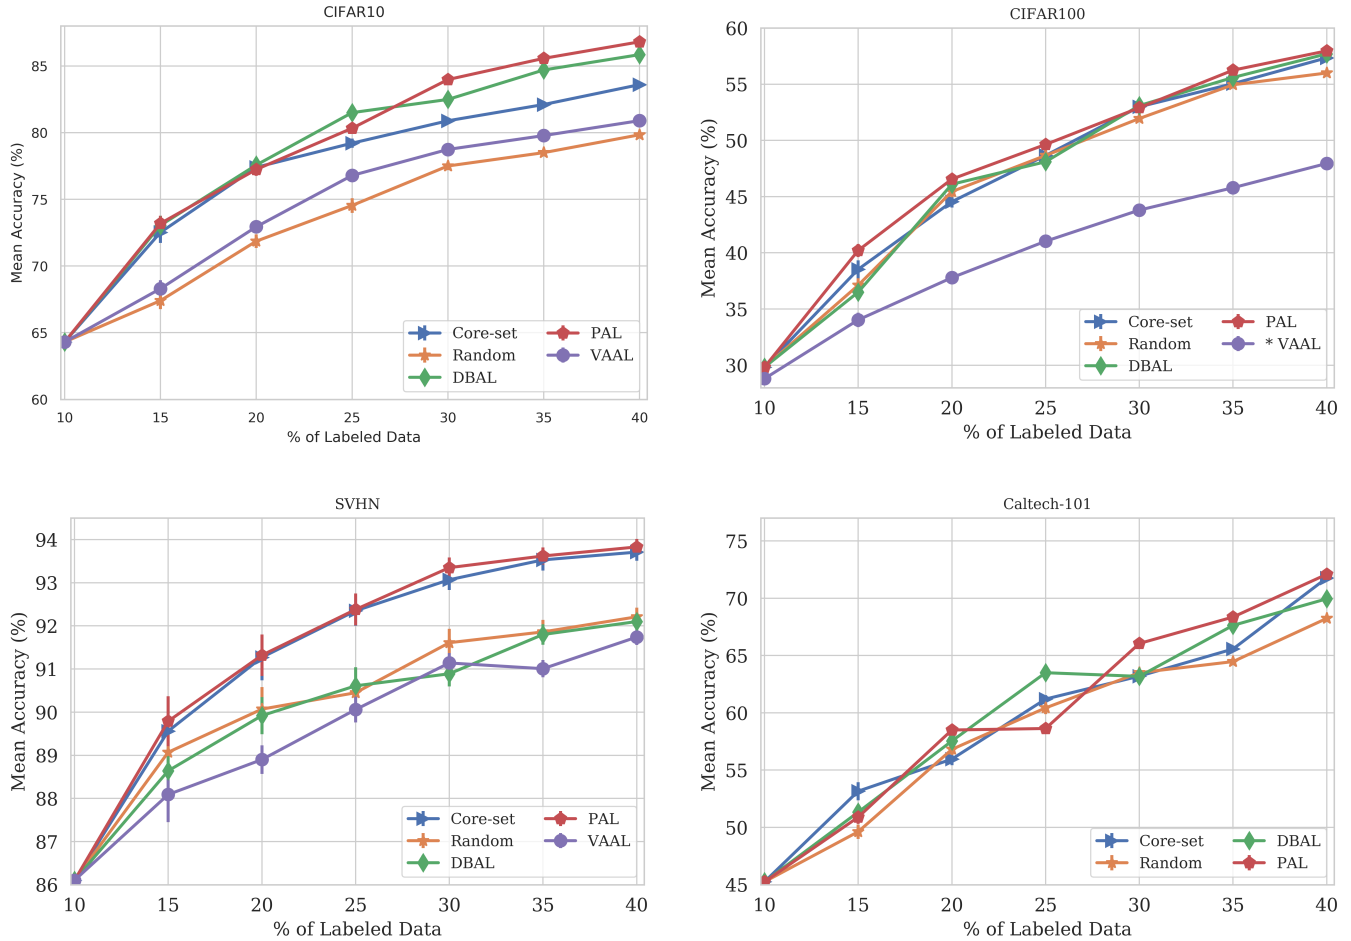 CIFAR10
Mean Accuracy (%)
85
80
75
70
65
60
10 15 20 25 30 35 40
% of Labeled Data
Core-set
Random
DBAL
PAL
VAAL
CIFAR100
Mean Accuracy (%)
60
55
50
45
40
35
30
10 15 20 25 30 35 40
% of Labeled Data
Core-set
Random
DBAL
PAL
* VAAL
SVHN
Mean Accuracy (%)
94
93
92
91
90
89
88
87
86
10 15 20 25 30 35 40
% of Labeled Data
Core-set
Random
DBAL
PAL
VAAL
Caltech-101
Mean Accuracy (%)
75
70
65
60
55
50
45
10 15 20 25 30 35 40
% of Labeled Data
Core-set
Random
DBAL
PAL